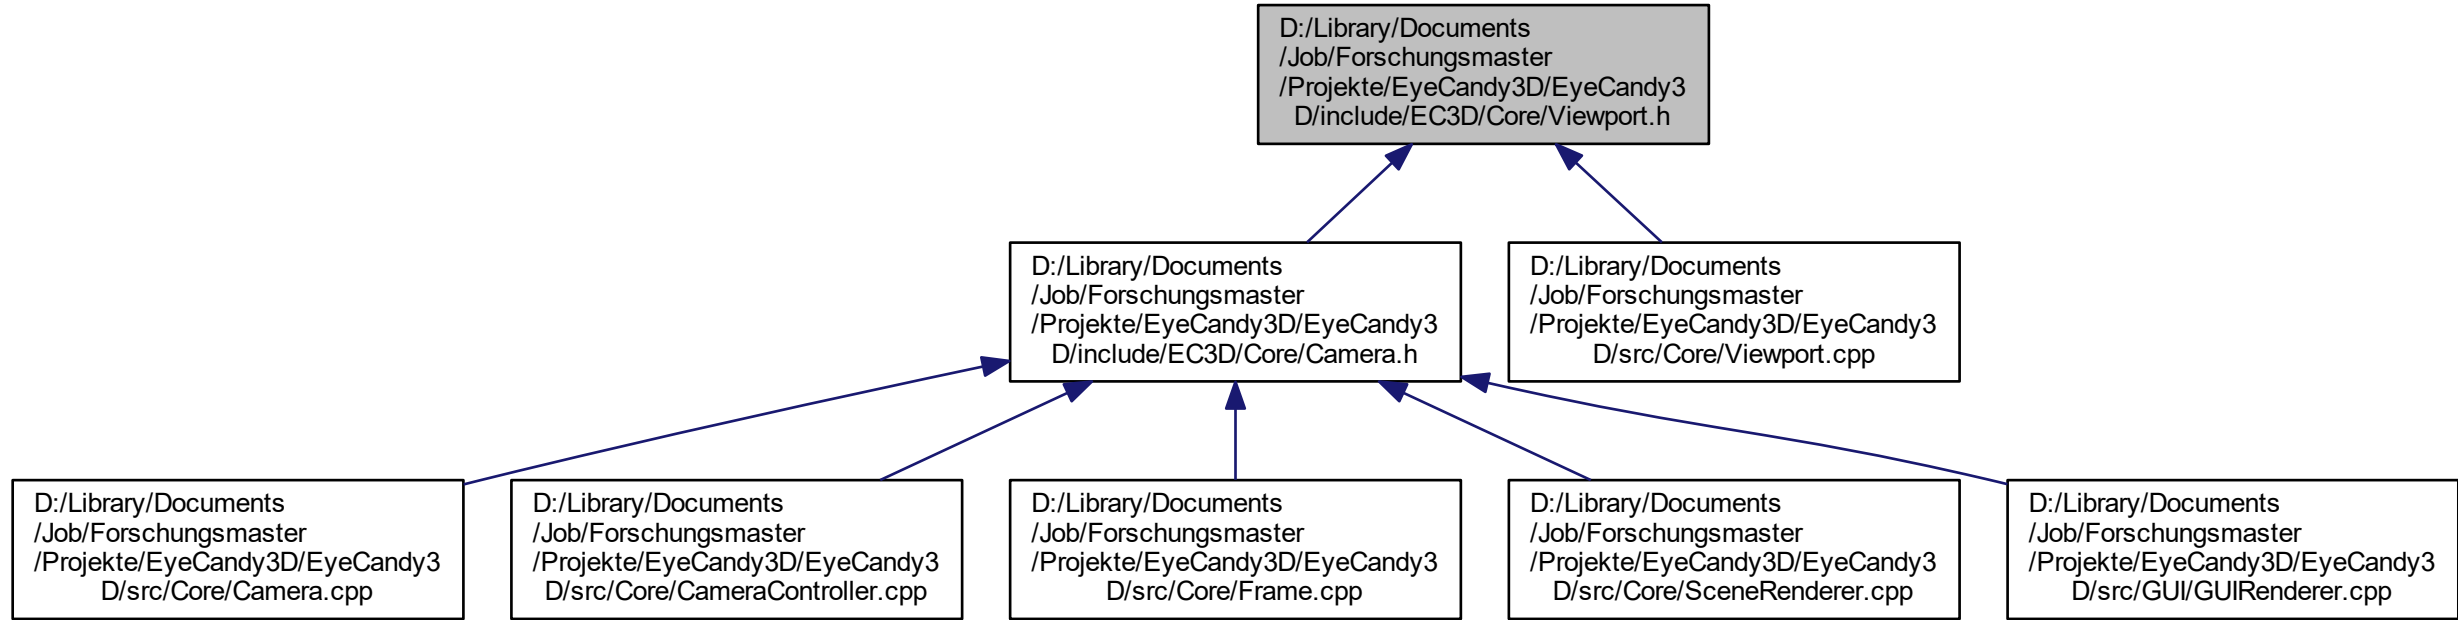 D:/Library/Documents
/Job/Forschungsmaster
/Projekte/EyeCandy3D/EyeCandy3
D/include/EC3D/Core/Viewport.h
D:/Library/Documents
/Job/Forschungsmaster
/Projekte/EyeCandy3D/EyeCandy3
D/include/EC3D/Core/Camera.h
D:/Library/Documents
/Job/Forschungsmaster
/Projekte/EyeCandy3D/EyeCandy3
D/src/Core/Viewport.cpp
D:/Library/Documents
/Job/Forschungsmaster
/Projekte/EyeCandy3D/EyeCandy3
D/src/Core/Camera.cpp
D:/Library/Documents
/Job/Forschungsmaster
/Projekte/EyeCandy3D/EyeCandy3
D/src/Core/CameraController.cpp
D:/Library/Documents
/Job/Forschungsmaster
/Projekte/EyeCandy3D/EyeCandy3
D/src/Core/Frame.cpp
D:/Library/Documents
/Job/Forschungsmaster
/Projekte/EyeCandy3D/EyeCandy3
D/src/Core/SceneRenderer.cpp
D:/Library/Documents
/Job/Forschungsmaster
/Projekte/EyeCandy3D/EyeCandy3
D/src/GUI/GUIRenderer.cpp